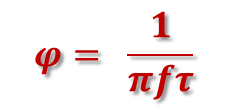 φ = 1 / πfτ